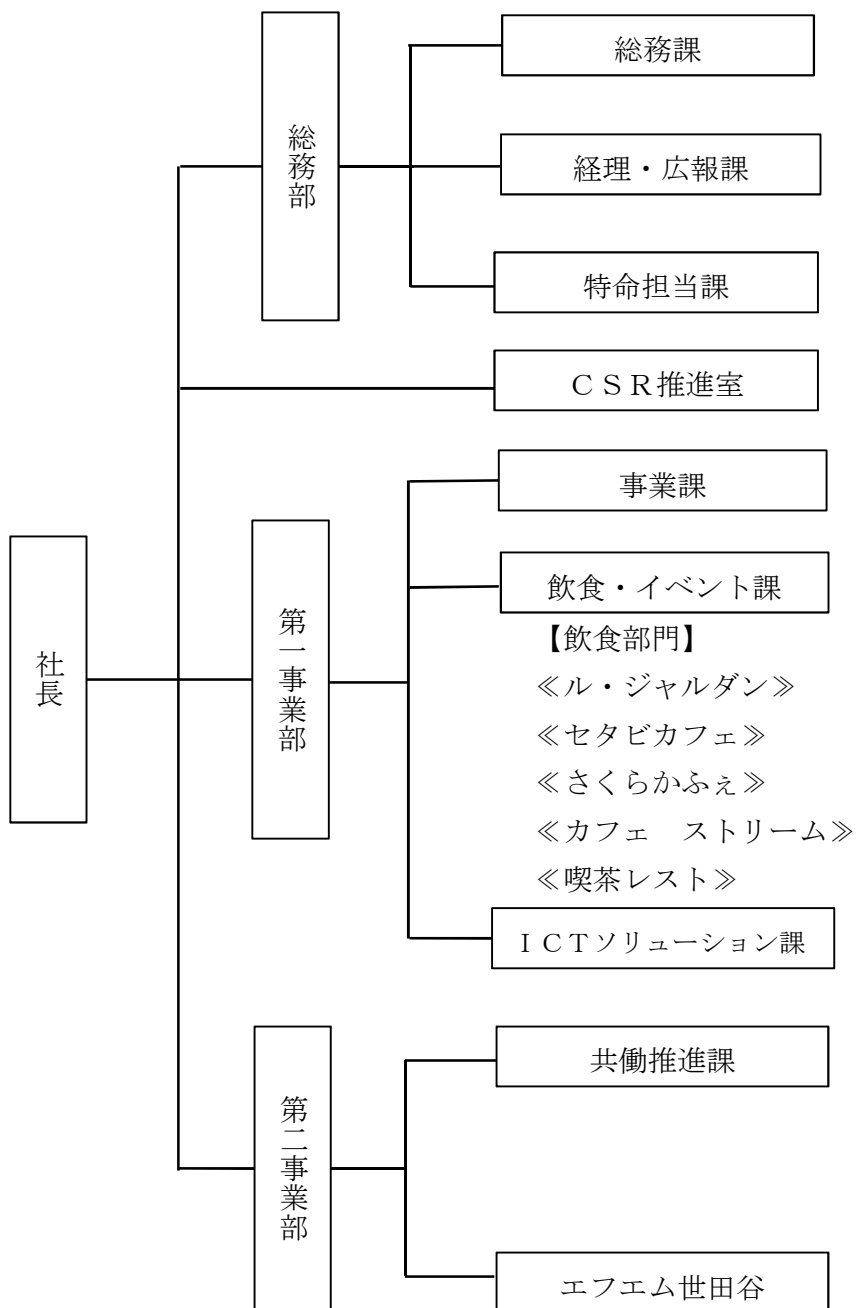 総務部
総務課
経理・広報課
特命担当課
ＣＳＲ推進室
社長
第一事業部
事業課
飲食・イベント課
【飲食部門】
≪ル・ジャルダン≫
≪セタビカフェ≫
≪さくらかふぇ≫
≪カフェ　ストリーム≫
≪喫茶レスト≫
ＩＣＴソリューション課
第二事業部
共働推進課
エフエム世田谷